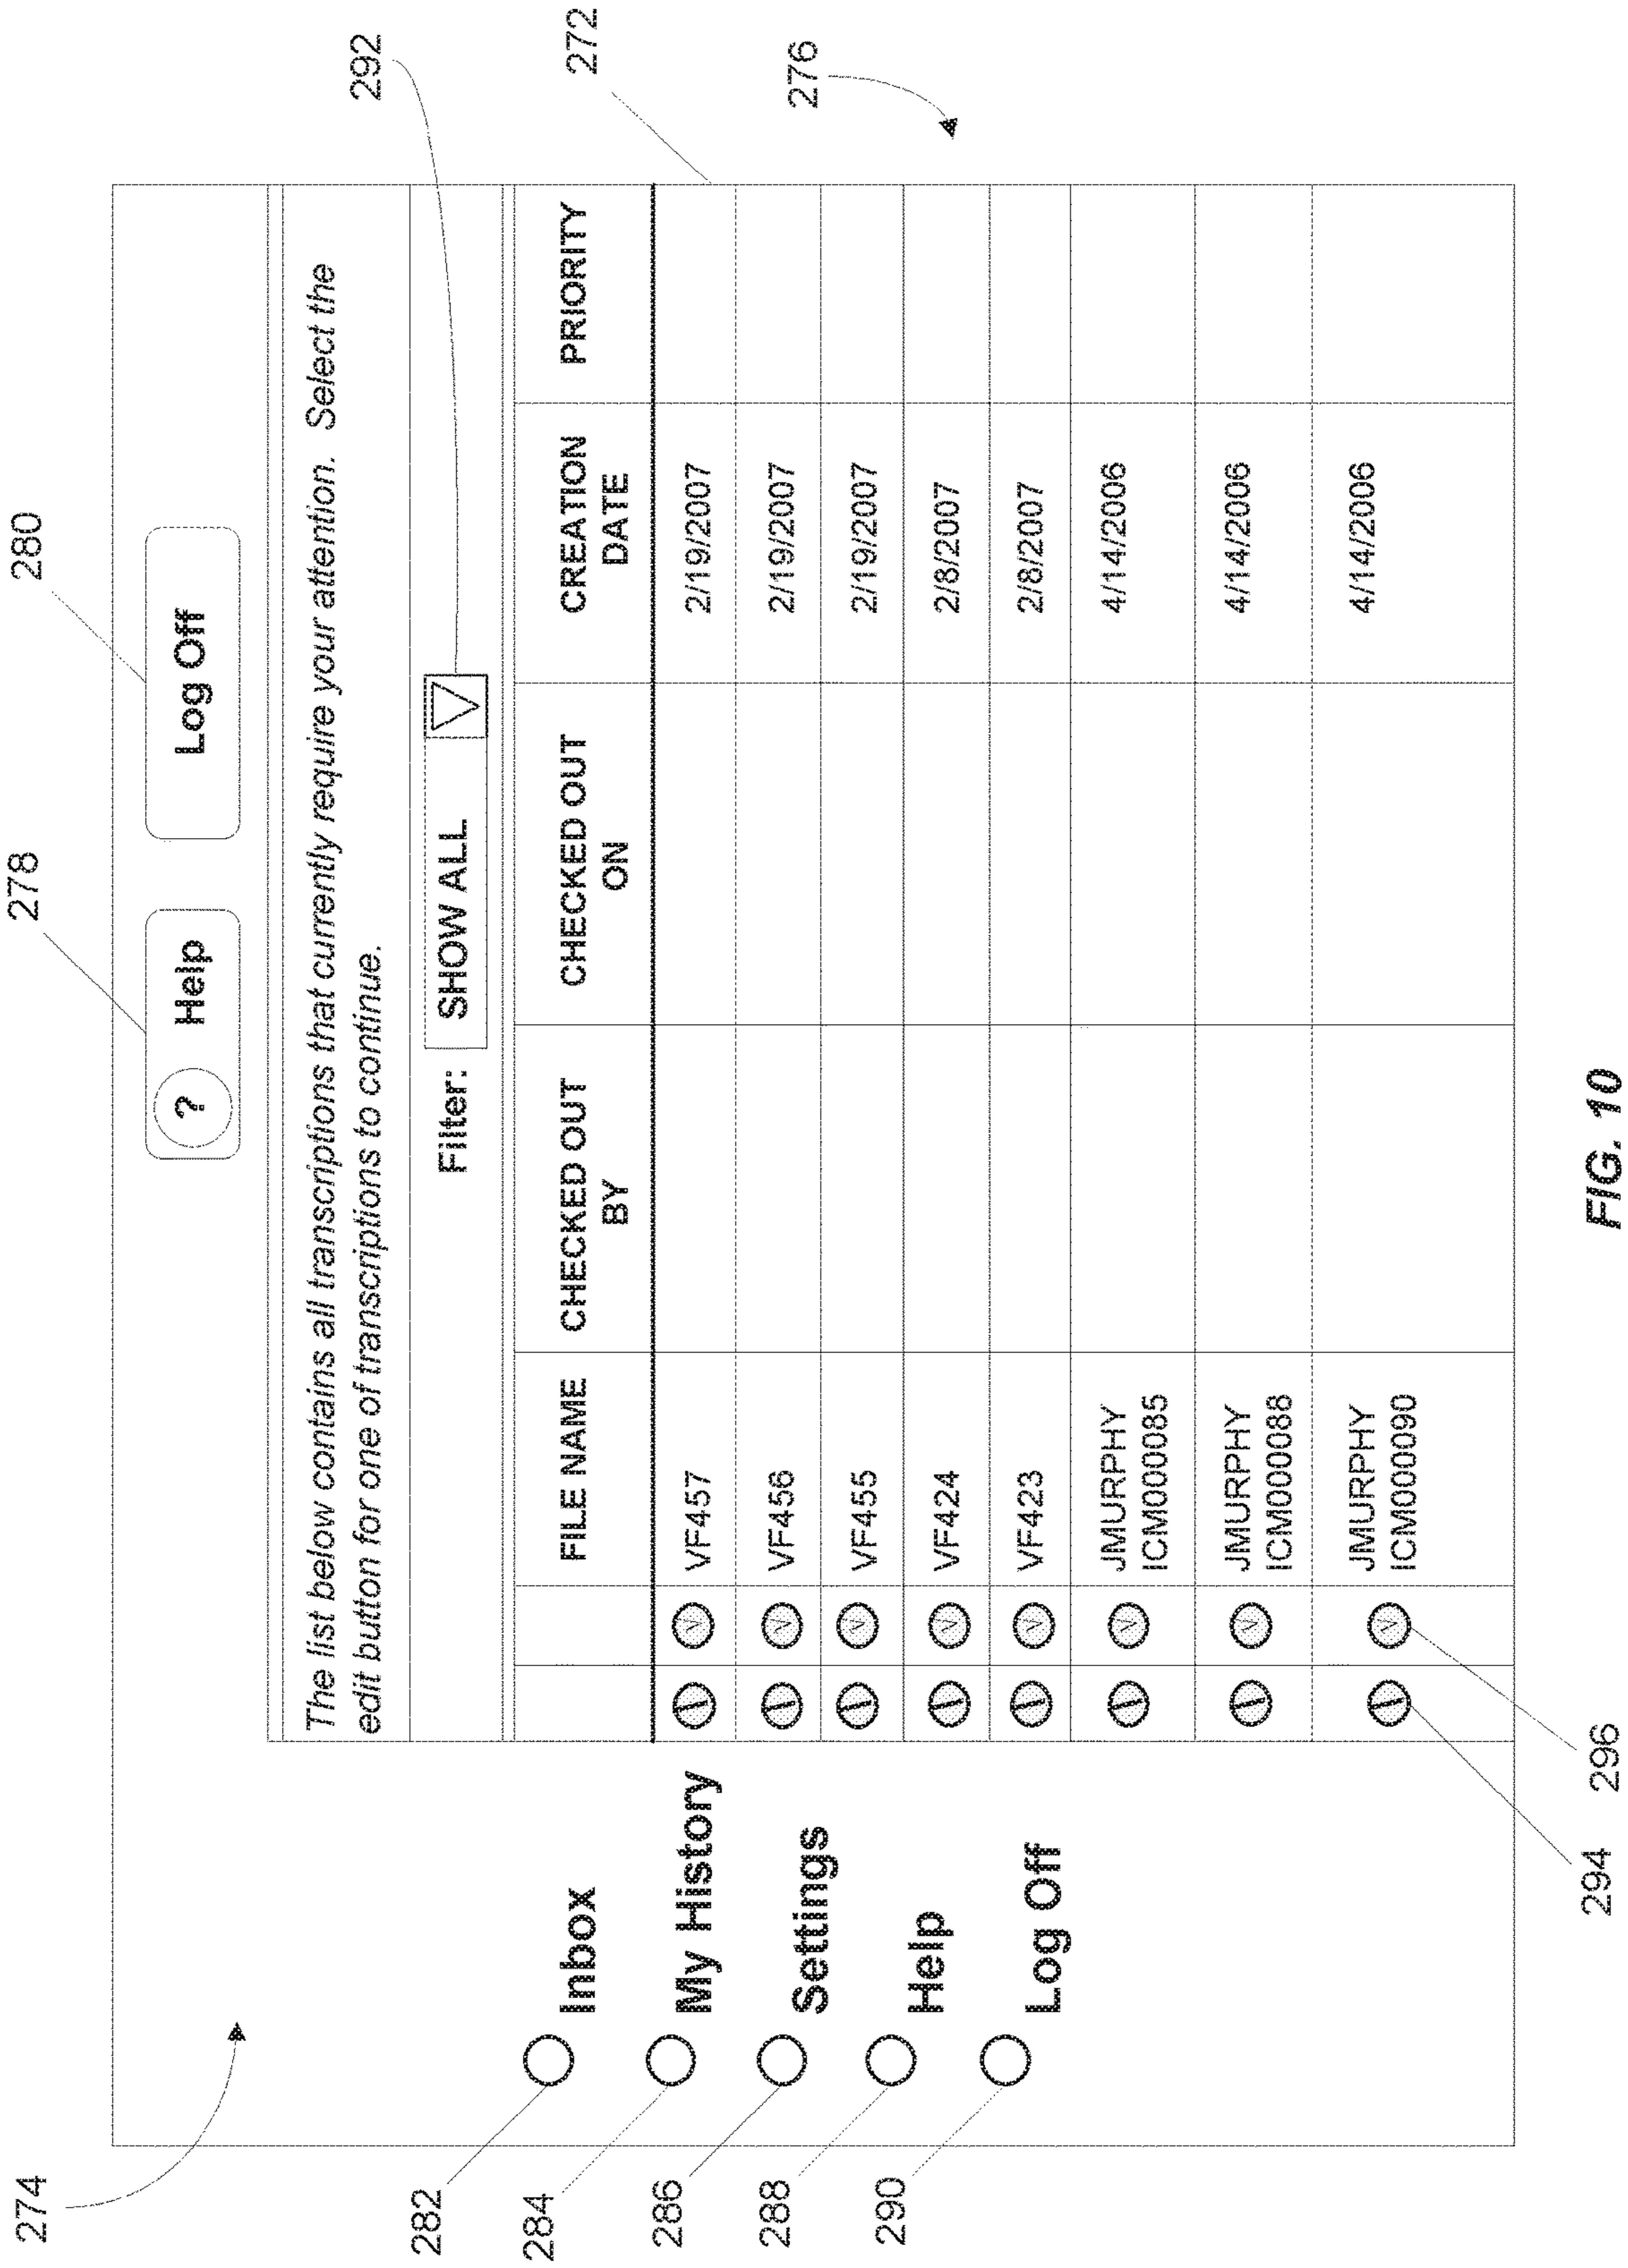 274
278
280
? Help
Log Off
The list below contains all transcriptions that currently require your attention. Select the
edit button for one of transcriptions to continue.
292
Filter: SHOW ALL
282
Inbox
284
My History
286
Settings
288
Help
290
Log Off
FILE NAME
CHECKED OUT
BY
CHECKED OUT
ON
CREATION
DATE
PRIORITY
272
VF457 2/19/2007
VF456 2/19/2007
VF455 2/19/2007
VF424 2/8/2007
276
VF423 2/8/2007
JMURPHY 4/14/2006
ICM000085
JMURPHY 4/14/2006
ICM000088
JMURPHY 4/14/2006
ICM000090
294
296
FIG. 10